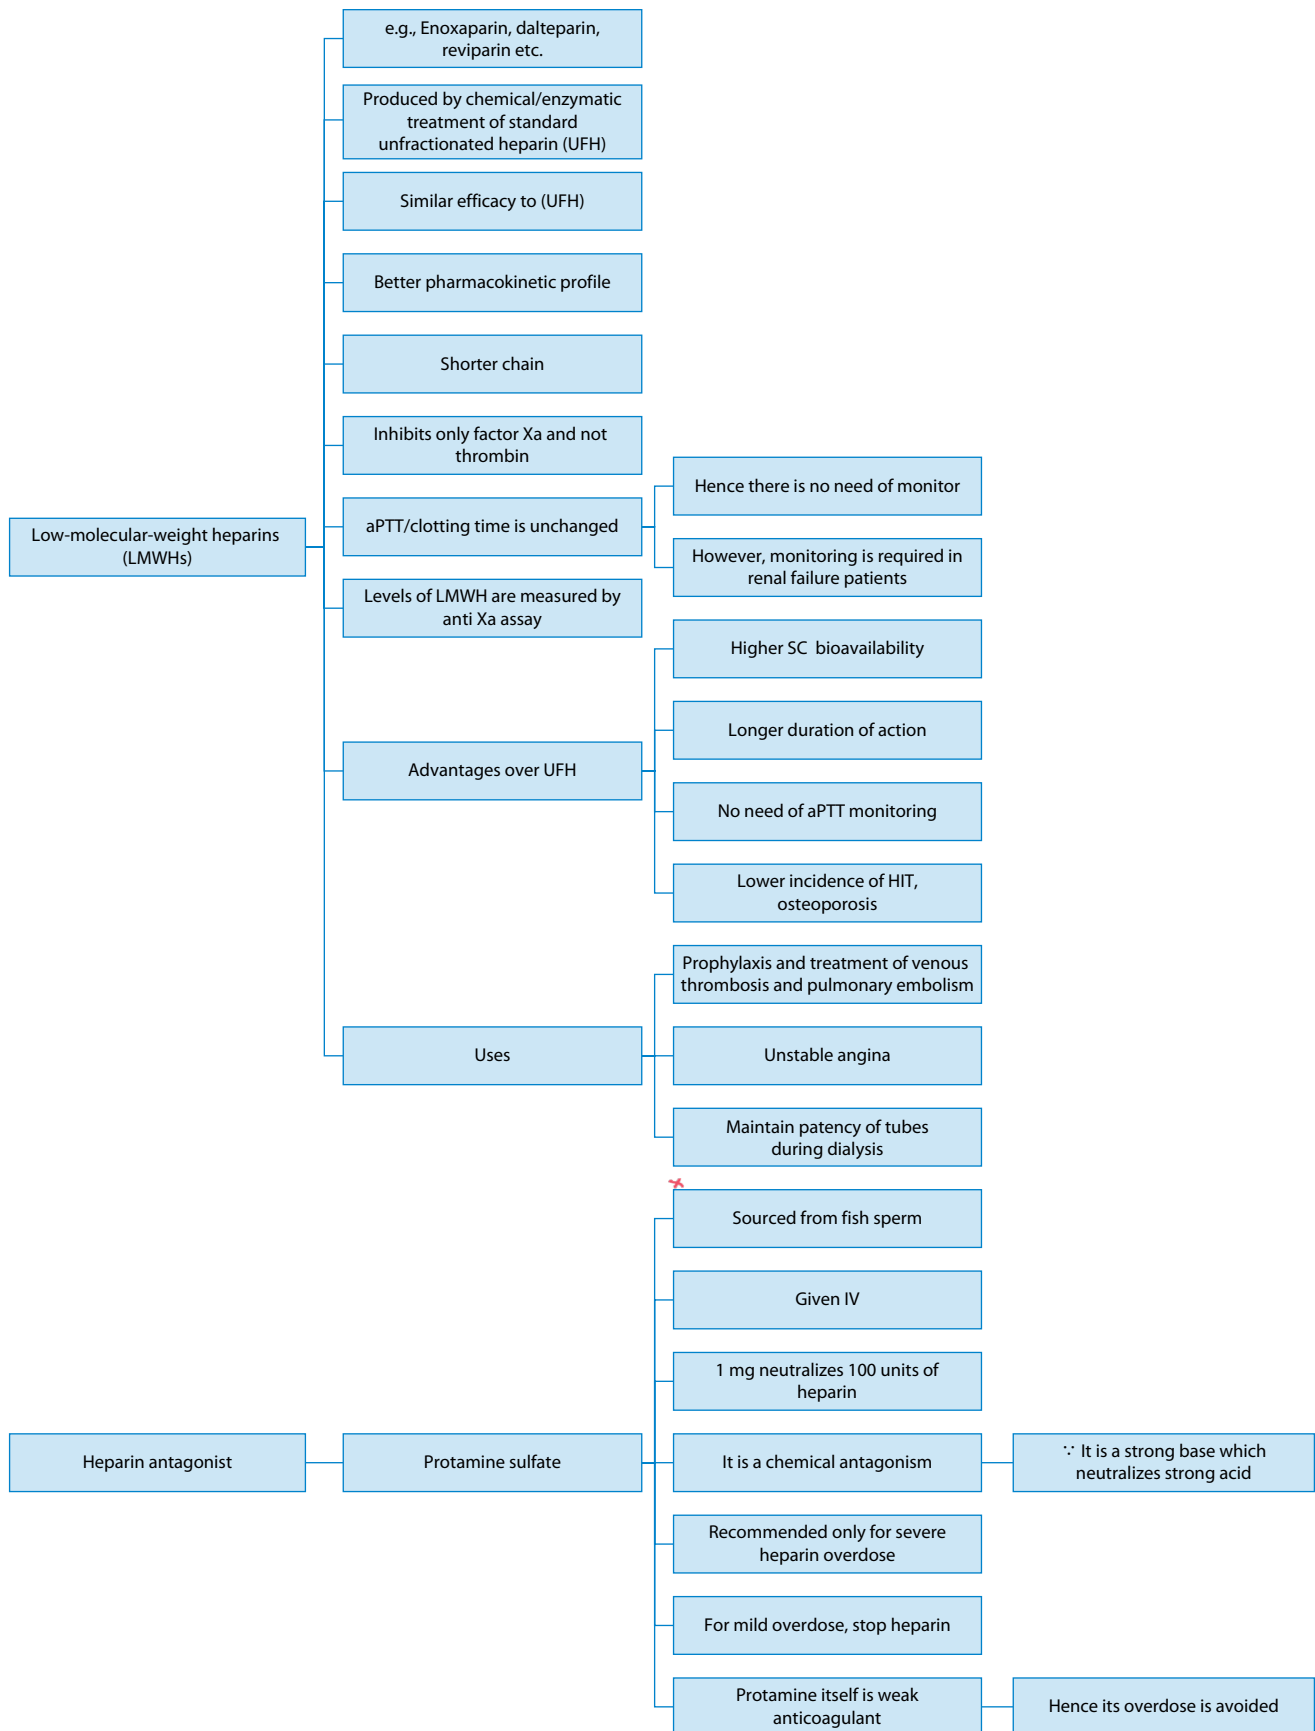 e.g., Enoxaparin, dalteparin,
reviparin etc.
Produced by chemical/enzymatic
treatment of standard
unfractionated heparin (UFH)
Similar efficacy to (UFH)
Better pharmacokinetic profile
Shorter chain
Inhibits only factor Xa and not
thrombin
Low-molecular-weight heparins
(LMWHs)
aPTT/clotting time is unchanged
Hence there is no need of monitor
However, monitoring is required in
renal failure patients
Levels of LMWH are measured by
anti Xa assay
Advantages over UFH
Higher SC bioavailability
Longer duration of action
No need of aPTT monitoring
Lower incidence of HIT,
osteoporosis
Uses
Prophylaxis and treatment of venous
thrombosis and pulmonary embolism
Unstable angina
Maintain patency of tubes
during dialysis
Heparin antagonist
Protamine sulfate
Sourced from fish sperm
Given IV
1 mg neutralizes 100 units of
heparin
It is a chemical antagonism
∵ It is a strong base which
neutralizes strong acid
Recommended only for severe
heparin overdose
For mild overdose, stop heparin
Protamine itself is weak
anticoagulant
Hence its overdose is avoided